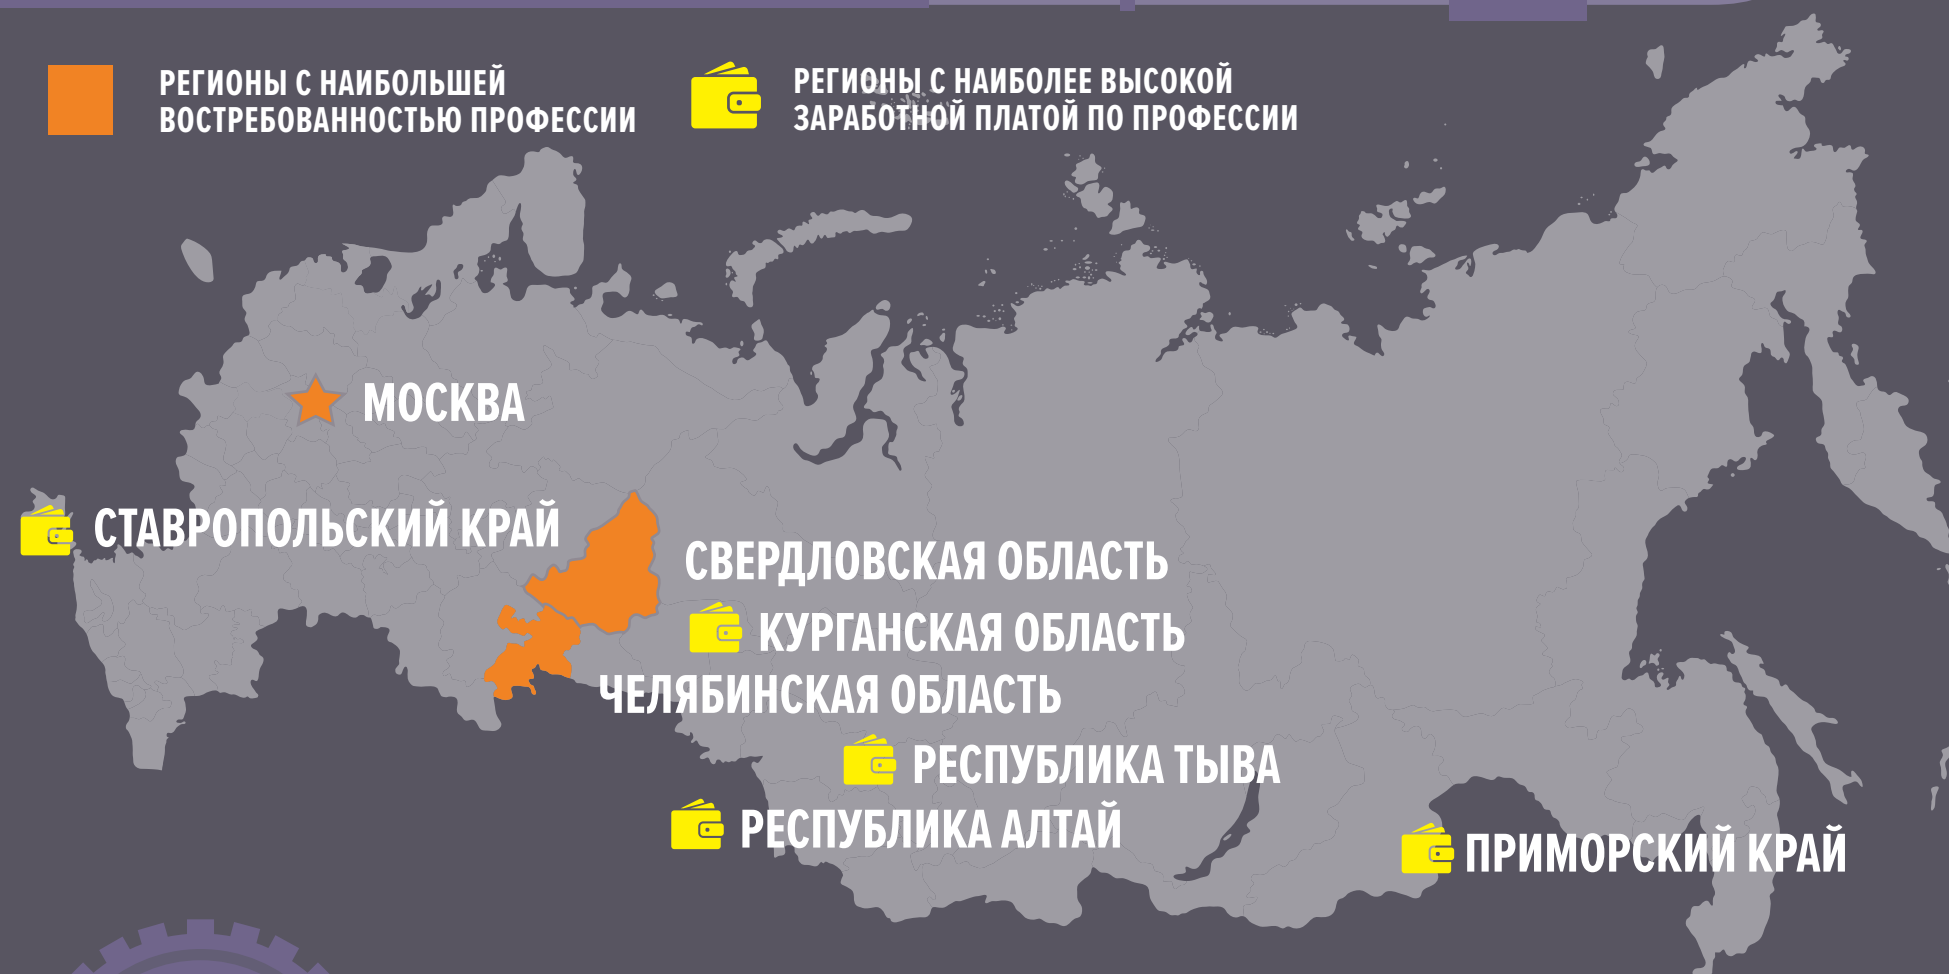 РЕГИОНЫ С НАИБОЛЬШЕЙ
ВОСТРЕБОВАННОСТЬЮ ПРОФЕССИИ
РЕГИОНЫ С НАИБОЛЕЕ ВЫСОКОЙ
ЗАРАБОТНОЙ ПЛАТОЙ ПО ПРОФЕССИИ
МОСКВА
СТАВРОПОЛЬСКИЙ КРАЙ
СВЕРДЛОВСКАЯ ОБЛАСТЬ
КУРГАНСКАЯ ОБЛАСТЬ
ЧЕЛЯБИНСКАЯ ОБЛАСТЬ
РЕСПУБЛИКА ТЫВА
РЕСПУБЛИКА АЛТАЙ
ПРИМОРСКИЙ КРАЙ